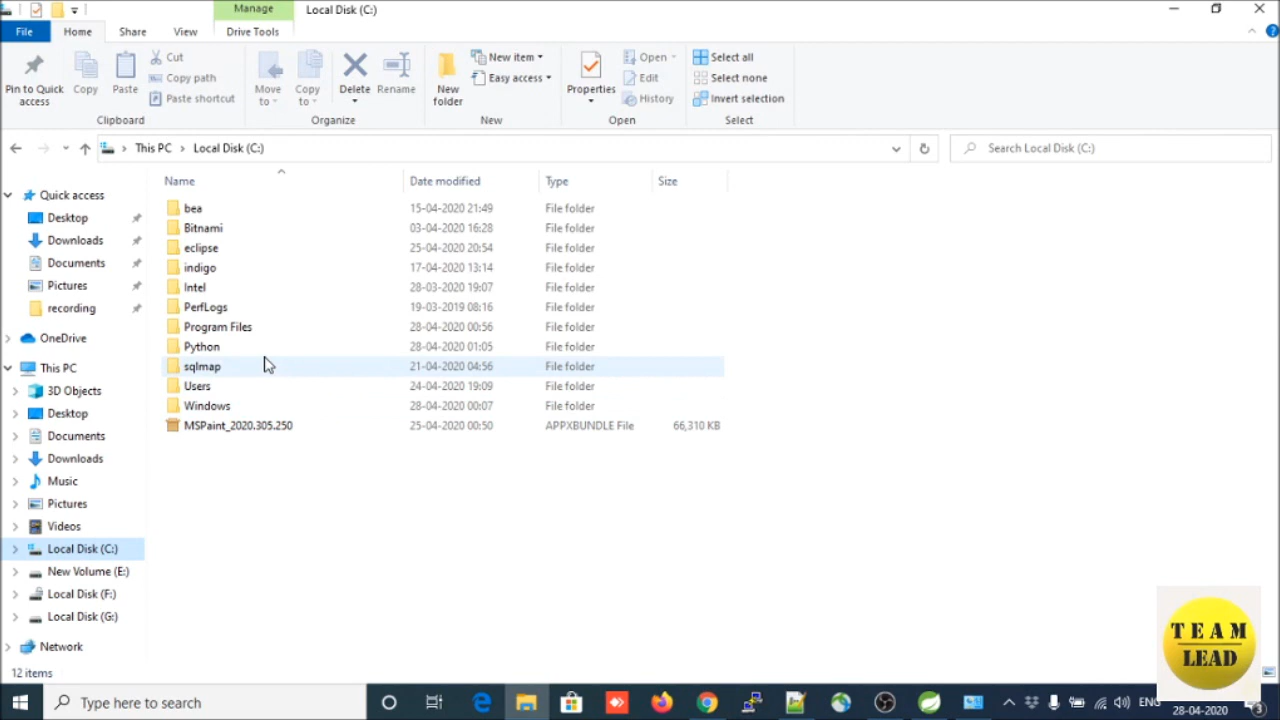 Manage
Local Disk (C:)
File
Home
Share
View
Drive Tools
Pin to Quick access
Copy
Paste
Cut
Copy path
Paste shortcut
Clipboard
Move to
Copy to
Delete
Rename
Organize
New folder
New item
Easy access
New
Properties
Open
Edit
History
Open
Select all
Select none
Invert selection
Select
This PC > Local Disk (C:)
Search Local Disk (C:)
Name
Date modified
Type
Size
bea 15-04-2020 21:49 File folder
Bitnami 03-04-2020 16:28 File folder
eclipse 25-04-2020 20:54 File folder
indigo 17-04-2020 13:14 File folder
Intel 28-03-2020 19:07 File folder
PerfLogs 19-03-2019 08:16 File folder
Program Files 28-04-2020 00:56 File folder
Python 28-04-2020 01:05 File folder
sqlmap 21-04-2020 04:56 File folder
Users 24-04-2020 19:09 File folder
Windows 28-04-2020 00:07 File folder
MSPaint_2020.305.250 25-04-2020 00:50 APPXBUNDLE File 66,310 KB
Quick access
Desktop
Downloads
Documents
Pictures
recording
OneDrive
This PC
3D Objects
Desktop
Documents
Downloads
Music
Pictures
Videos
Local Disk (C:)
New Volume (E:)
Local Disk (F:)
Local Disk (G:)
Network
12 items
TEAM
LEAD
Type here to search
ENG
28-04-2020
3